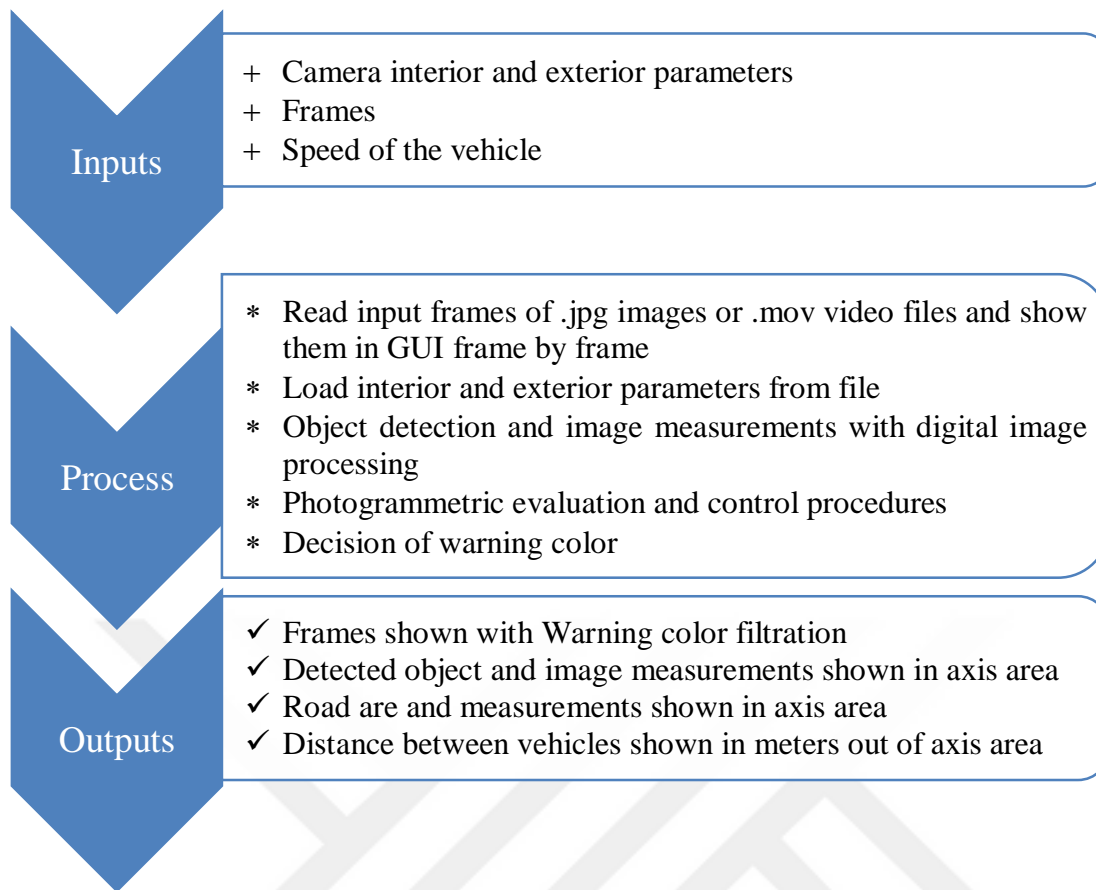 Inputs
+ Camera interior and exterior parameters
+ Frames
+ Speed of the vehicle
Process
* Read input frames of .jpg images or .mov video files and show
them in GUI frame by frame
* Load interior and exterior parameters from file
* Object detection and image measurements with digital image
processing
* Photogrammetric evaluation and control procedures
* Decision of warning color
Outputs
✓ Frames shown with Warning color filtration
✓ Detected object and image measurements shown in axis area
✓ Road are and measurements shown in axis area
✓ Distance between vehicles shown in meters out of axis area